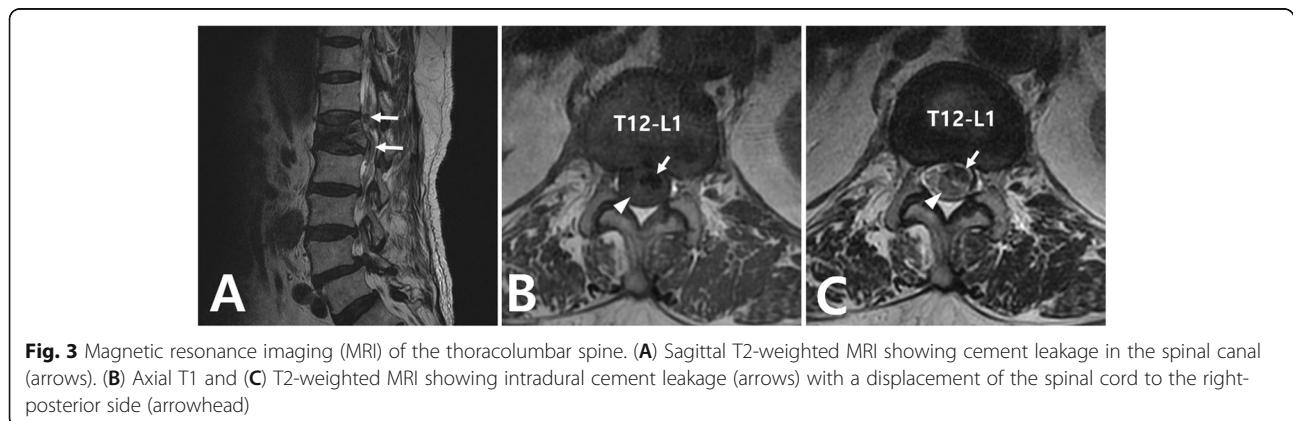 A
T12-L1
B
T12-L1
C
Fig. 3 Magnetic resonance imaging (MRI) of the thoracolumbar spine. (A) Sagittal T2-weighted MRI showing cement leakage in the spinal canal
(arrows). (B) Axial T1 and (C) T2-weighted MRI showing intradural cement leakage (arrows) with a displacement of the spinal cord to the right-
posterior side (arrowhead)